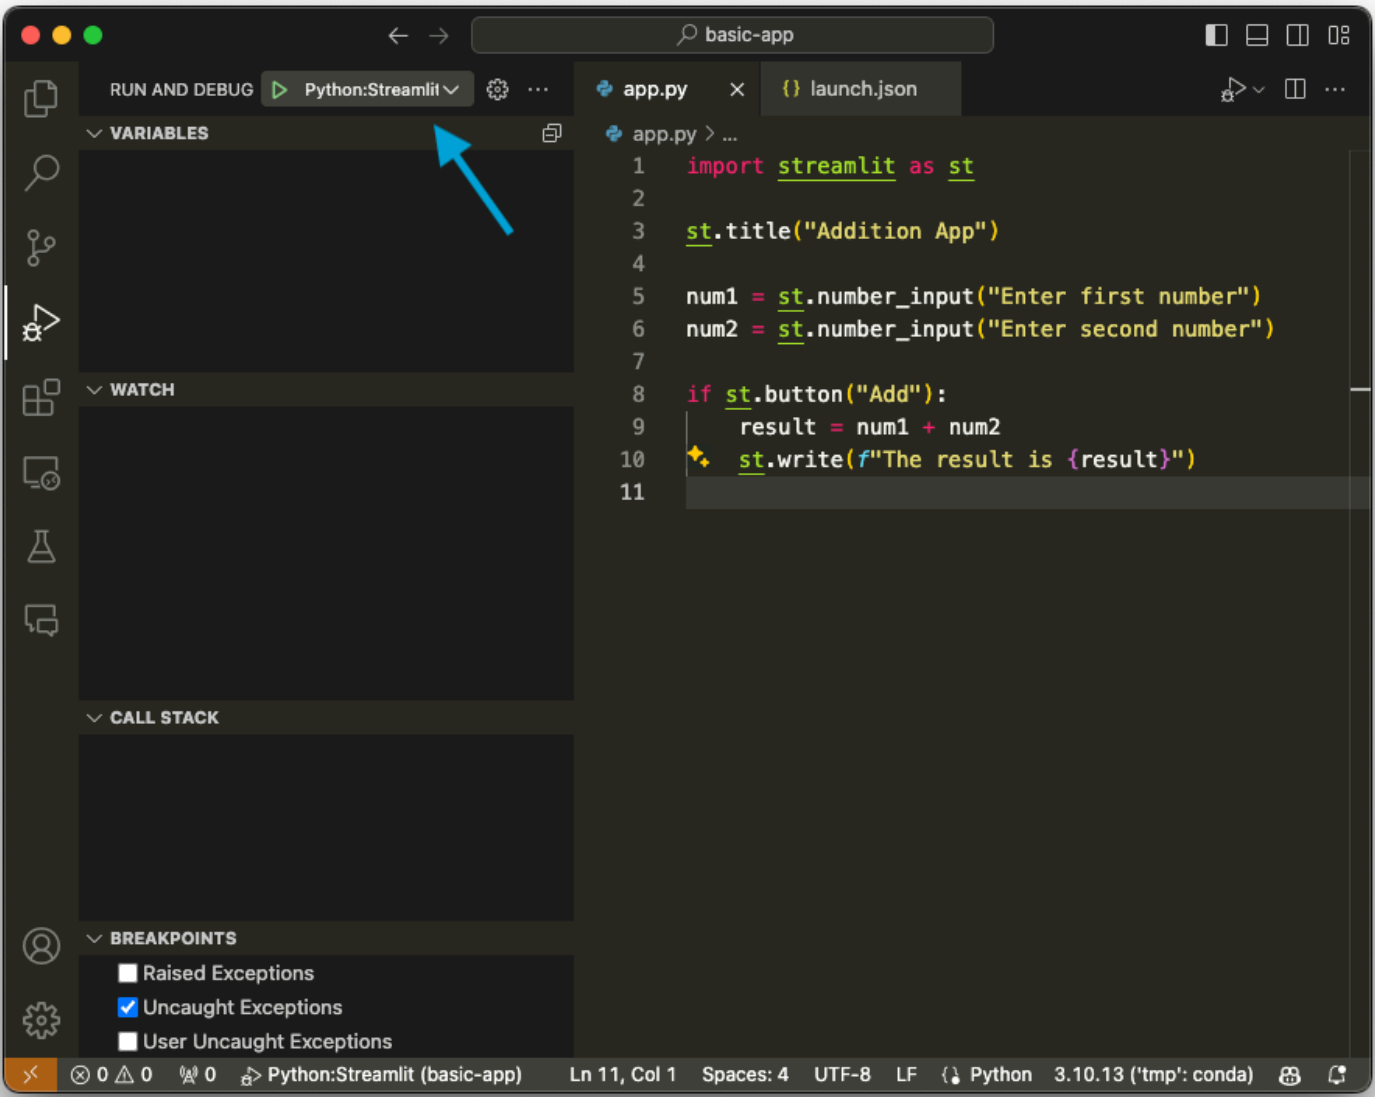 basic-app
RUN AND DEBUG Python:Streamlit
app.py
{} launch.json
VARIABLES
app.py > ...
1 import streamlit as st
2
3 st.title("Addition App")
4
5 num1 = st.number_input("Enter first number")
6 num2 = st.number_input("Enter second number")
7
8 if st.button("Add"):
9 result = num1 + num2
10 st.write(f"The result is {result}")
11
WATCH
CALL STACK
BREAKPOINTS
Raised Exceptions
Uncaught Exceptions
User Uncaught Exceptions
0 0 0 Python:Streamlit (basic-app) Ln 11, Col 1 Spaces: 4 UTF-8 LF Python 3.10.13 ('tmp': conda)